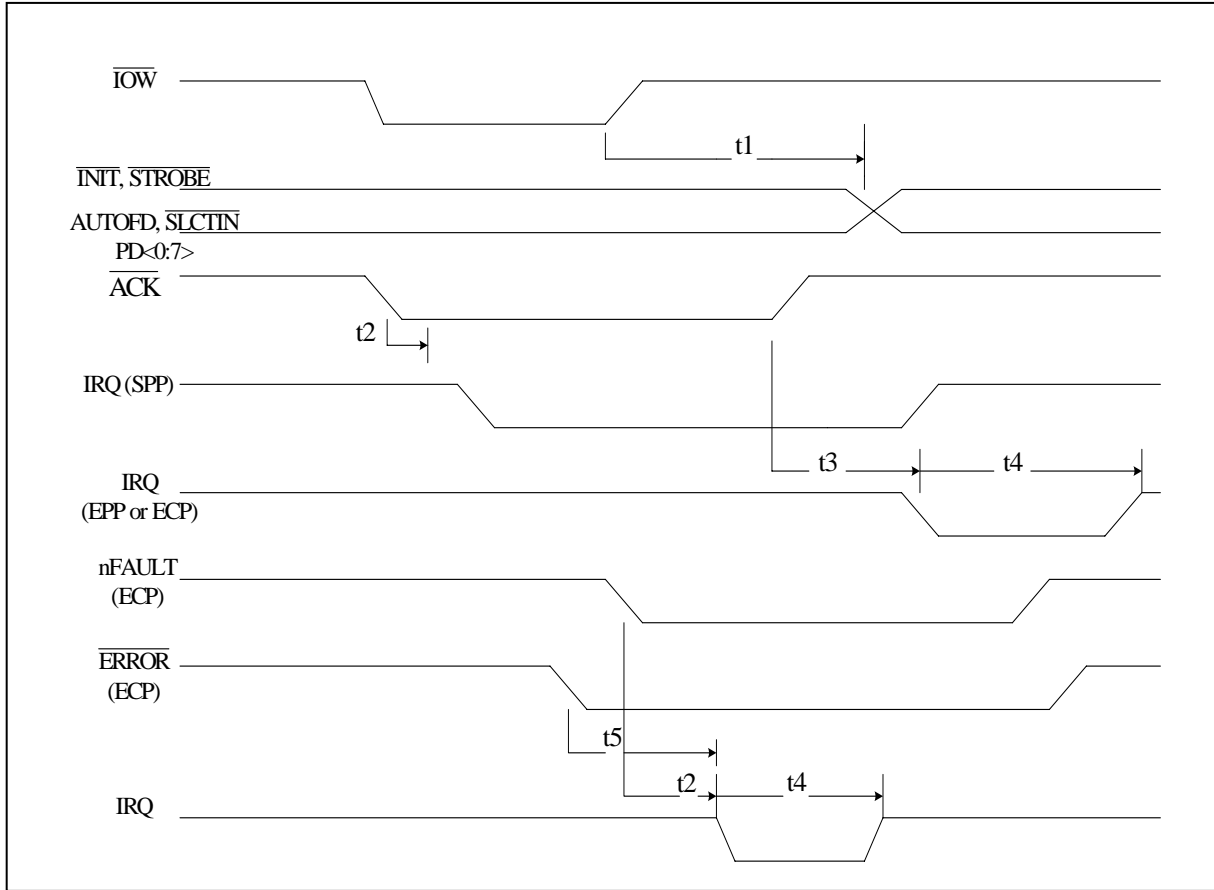 IOW
t1
INIT, STROBE
AUTOFD, SLCTIN
PD<0:7>
ACK
t2
IRQ (SPP)
t3
t4
IRQ
(EPP or ECP)
nFAULT
(ECP)
ERROR
(ECP)
t5
t2
t4
IRQ